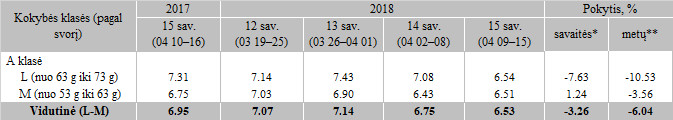 Kokybės klasės (pagal svorį) 2017 2018 Pokytis, %
15 sav. (04 10–16) 12 sav. (03 19–25) 13 sav. (03 26–04 01) 14 sav. (04 02–08) 15 sav. (04 09–15) savaitės* metų**
A klasė
L (nuo 63 g iki 73 g) 7.31 7.14 7.43 7.08 6.54 -7.63 -10.53
M (nuo 53 g iki 63 g) 6.75 7.03 6.90 6.43 6.51 1.24 -3.56
Vidutinė (L-M) 6.95 7.07 7.14 6.75 6.53 -3.26 -6.04